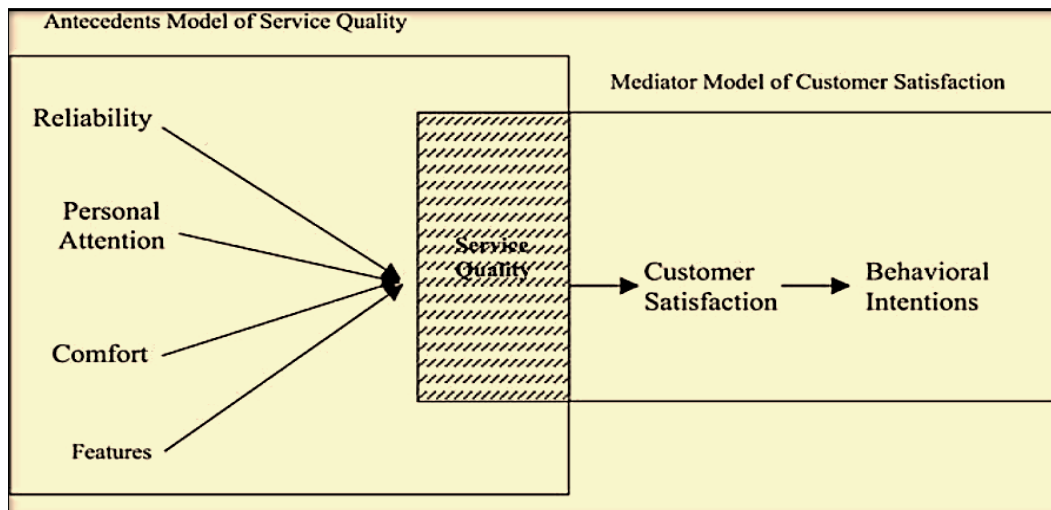 Antecedents Model of Service Quality
Mediator Model of Customer Satisfaction
Reliability
Personal
Attention
Comfort
Features
Service
Quality
Customer
Satisfaction
Behavioral
Intentions